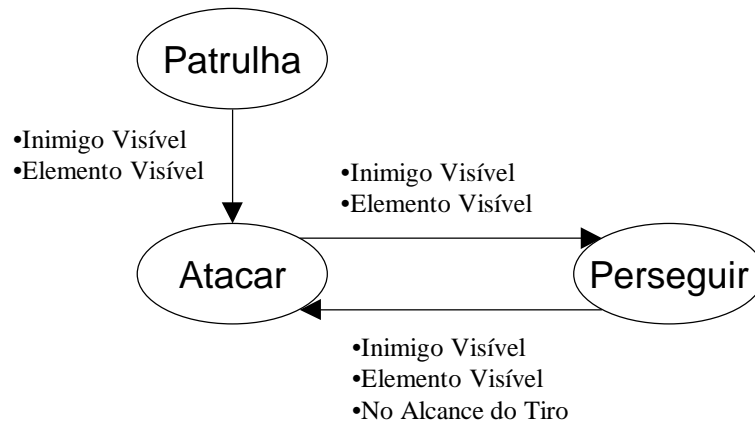 Patrulha
•Inimigo Visível
•Elemento Visível
•Inimigo Visível
•Elemento Visível
Atacar
Perseguir
•Inimigo Visível
•Elemento Visível
•No Alcance do Tiro